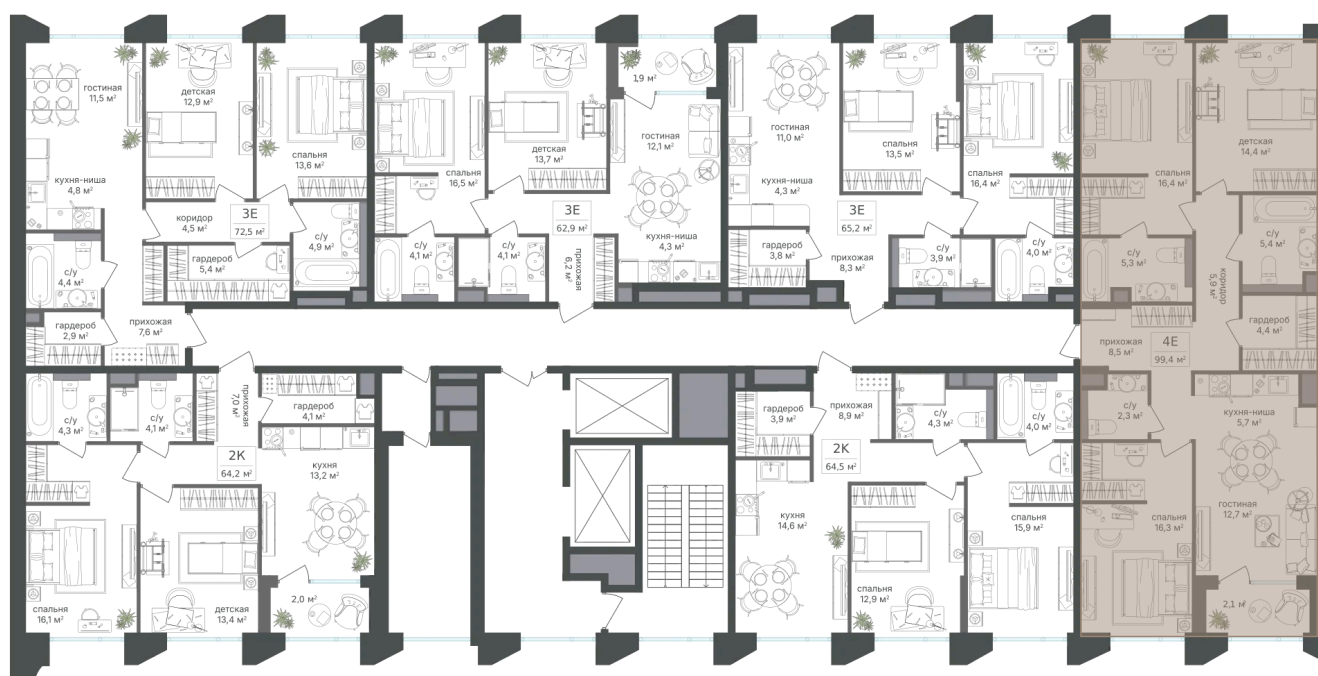 гостиная
11,5 м²
кухня-ниша
4,8 м²
детская
12,9 м²
спальня
13,6 м²
коридор
4,5 м²
3Е
72,5 м²
с/у
4,9 м²
гардероб
5,4 м²
с/у
4,4 м²
гардероб
2,9 м²
прихожая
7,6 м²
спальня
16,5 м²
детская
13,7 м²
1,9 м²
гостиная
12,1 м²
3Е
62,9 м²
с/у
4,1 м²
с/у
4,1 м²
прихожая
6,2 м²
кухня-ниша
4,3 м²
гостиная
11,0 м²
кухня-ниша
4,3 м²
спальня
13,5 м²
спальня
16,4 м²
3Е
65,2 м²
гардероб
3,8 м²
прихожая
8,3 м²
с/у
3,9 м²
с/у
4,0 м²
спальня
16,4 м²
детская
14,4 м²
с/у
5,3 м²
коридор
5,9 м²
с/у
5,4 м²
гардероб
4,4 м²
прихожая
8,5 м²
4Е
99,4 м²
с/у
2,3 м²
кухня-ниша
5,7 м²
гостиная
12,7 м²
спальня
16,3 м²
2,1 м²
с/у
4,3 м²
с/у
4,1 м²
прихожая
7,0 м²
гардероб
4,1 м²
2К
64,2 м²
кухня
13,2 м²
спальня
16,1 м²
детская
13,4 м²
2,0 м²
гардероб
3,9 м²
прихожая
8,9 м²
с/у
4,3 м²
с/у
4,0 м²
2К
64,5 м²
кухня
14,6 м²
спальня
12,9 м²
спальня
15,9 м²